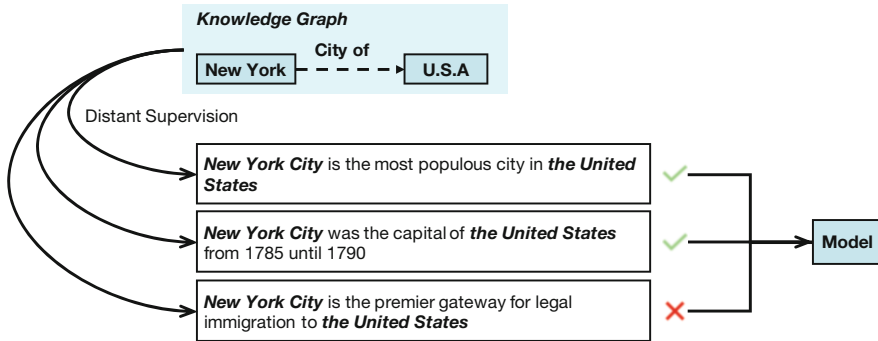 Knowledge Graph
City of
New York
U.S.A
Distant Supervision
New York City is the most populous city in the United
States
New York City was the capital of the United States
from 1785 until 1790
Model
New York City is the premier gateway for legal
immigration to the United States